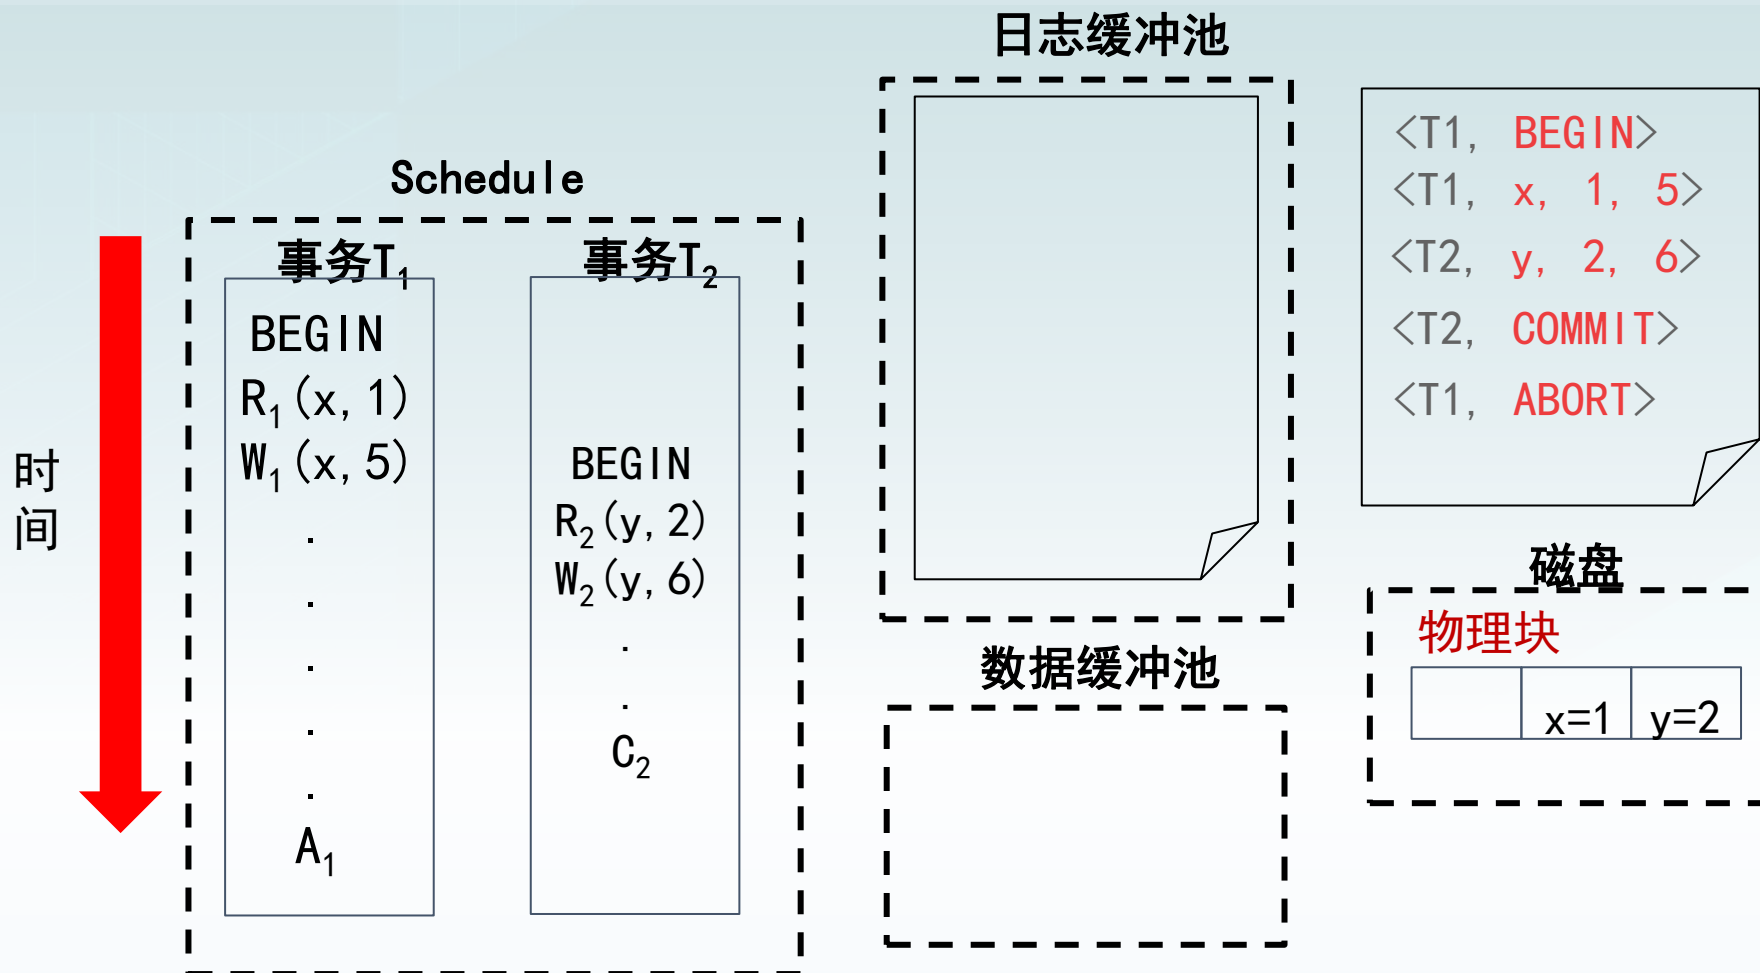 日志缓冲池
Schedule
时
间
事务T₁
BEGIN
R₁(x,1)
W₁(x,5)
.
.
.
.
.
A₁
事务T₂
BEGIN
R₂(y,2)
W₂(y,6)
.
.
C₂
<T1, BEGIN>
<T1, x, 1, 5>
<T2, y, 2, 6>
<T2, COMMIT>
<T1, ABORT>
数据缓冲池
磁盘
物理块
x=1 y=2